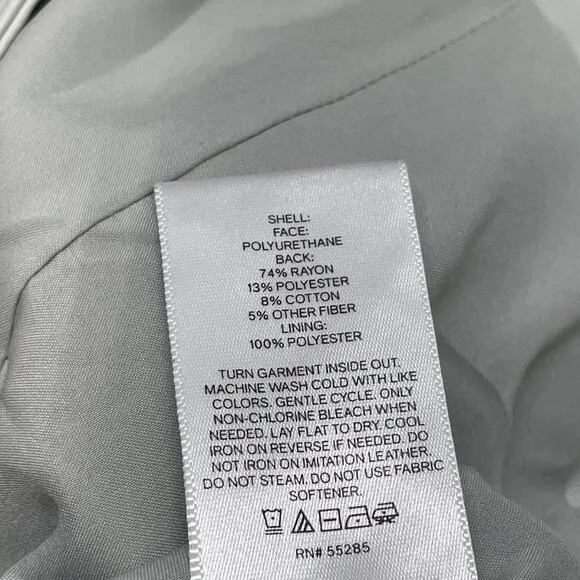 SHELL:
FACE:
POLYURETHANE
BACK:
74% RAYON
13% POLYESTER
8% COTTON
5% OTHER FIBER
LINING:
100% POLYESTER
TURN GARMENT INSIDE OUT.
MACHINE WASH COLD WITH LIKE
COLORS. GENTLE CYCLE. ONLY
NON-CHLORINE BLEACH WHEN
NEEDED. LAY FLAT TO DRY. COOL
IRON ON REVERSE IF NEEDED. DO
NOT IRON ON IMITATION LEATHER.
DO NOT STEAM. DO NOT USE FABRIC
SOFTENER.
RN# 55285